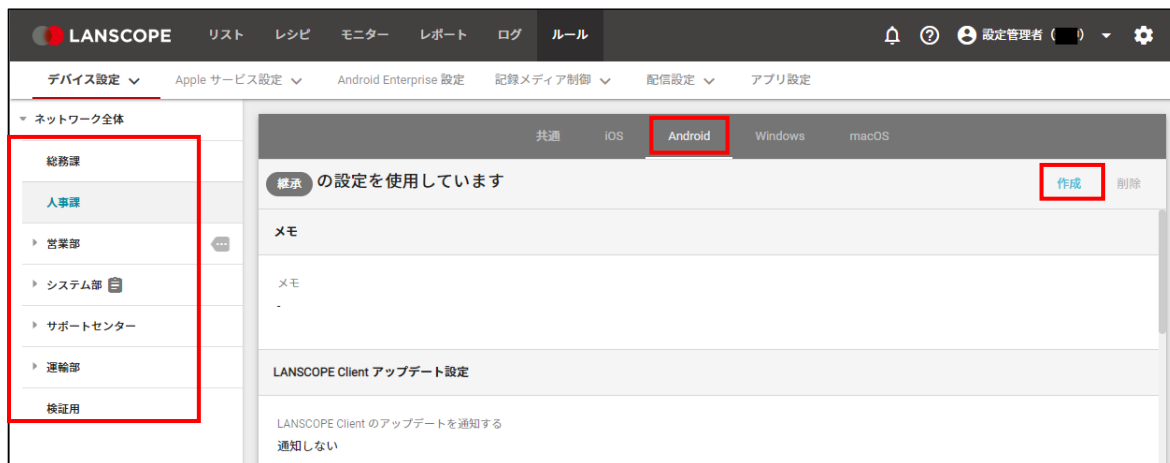 LANSCOPE リスト レシピ モニター レポート ログ ルール 設定管理者 ( )
デバイス設定 Apple サービス設定 Android Enterprise 設定 記録メディア制御 配信設定 アプリ設定
ネットワーク全体
総務課
人事課
営業部
システム部
サポートセンター
運輸部
検証用
共通 iOS Android Windows macOS
継承 の設定を使用しています 作成 削除
メモ
メモ
-
LANSCOPE Client アップデート設定
LANSCOPE Client のアップデートを通知する
通知しない